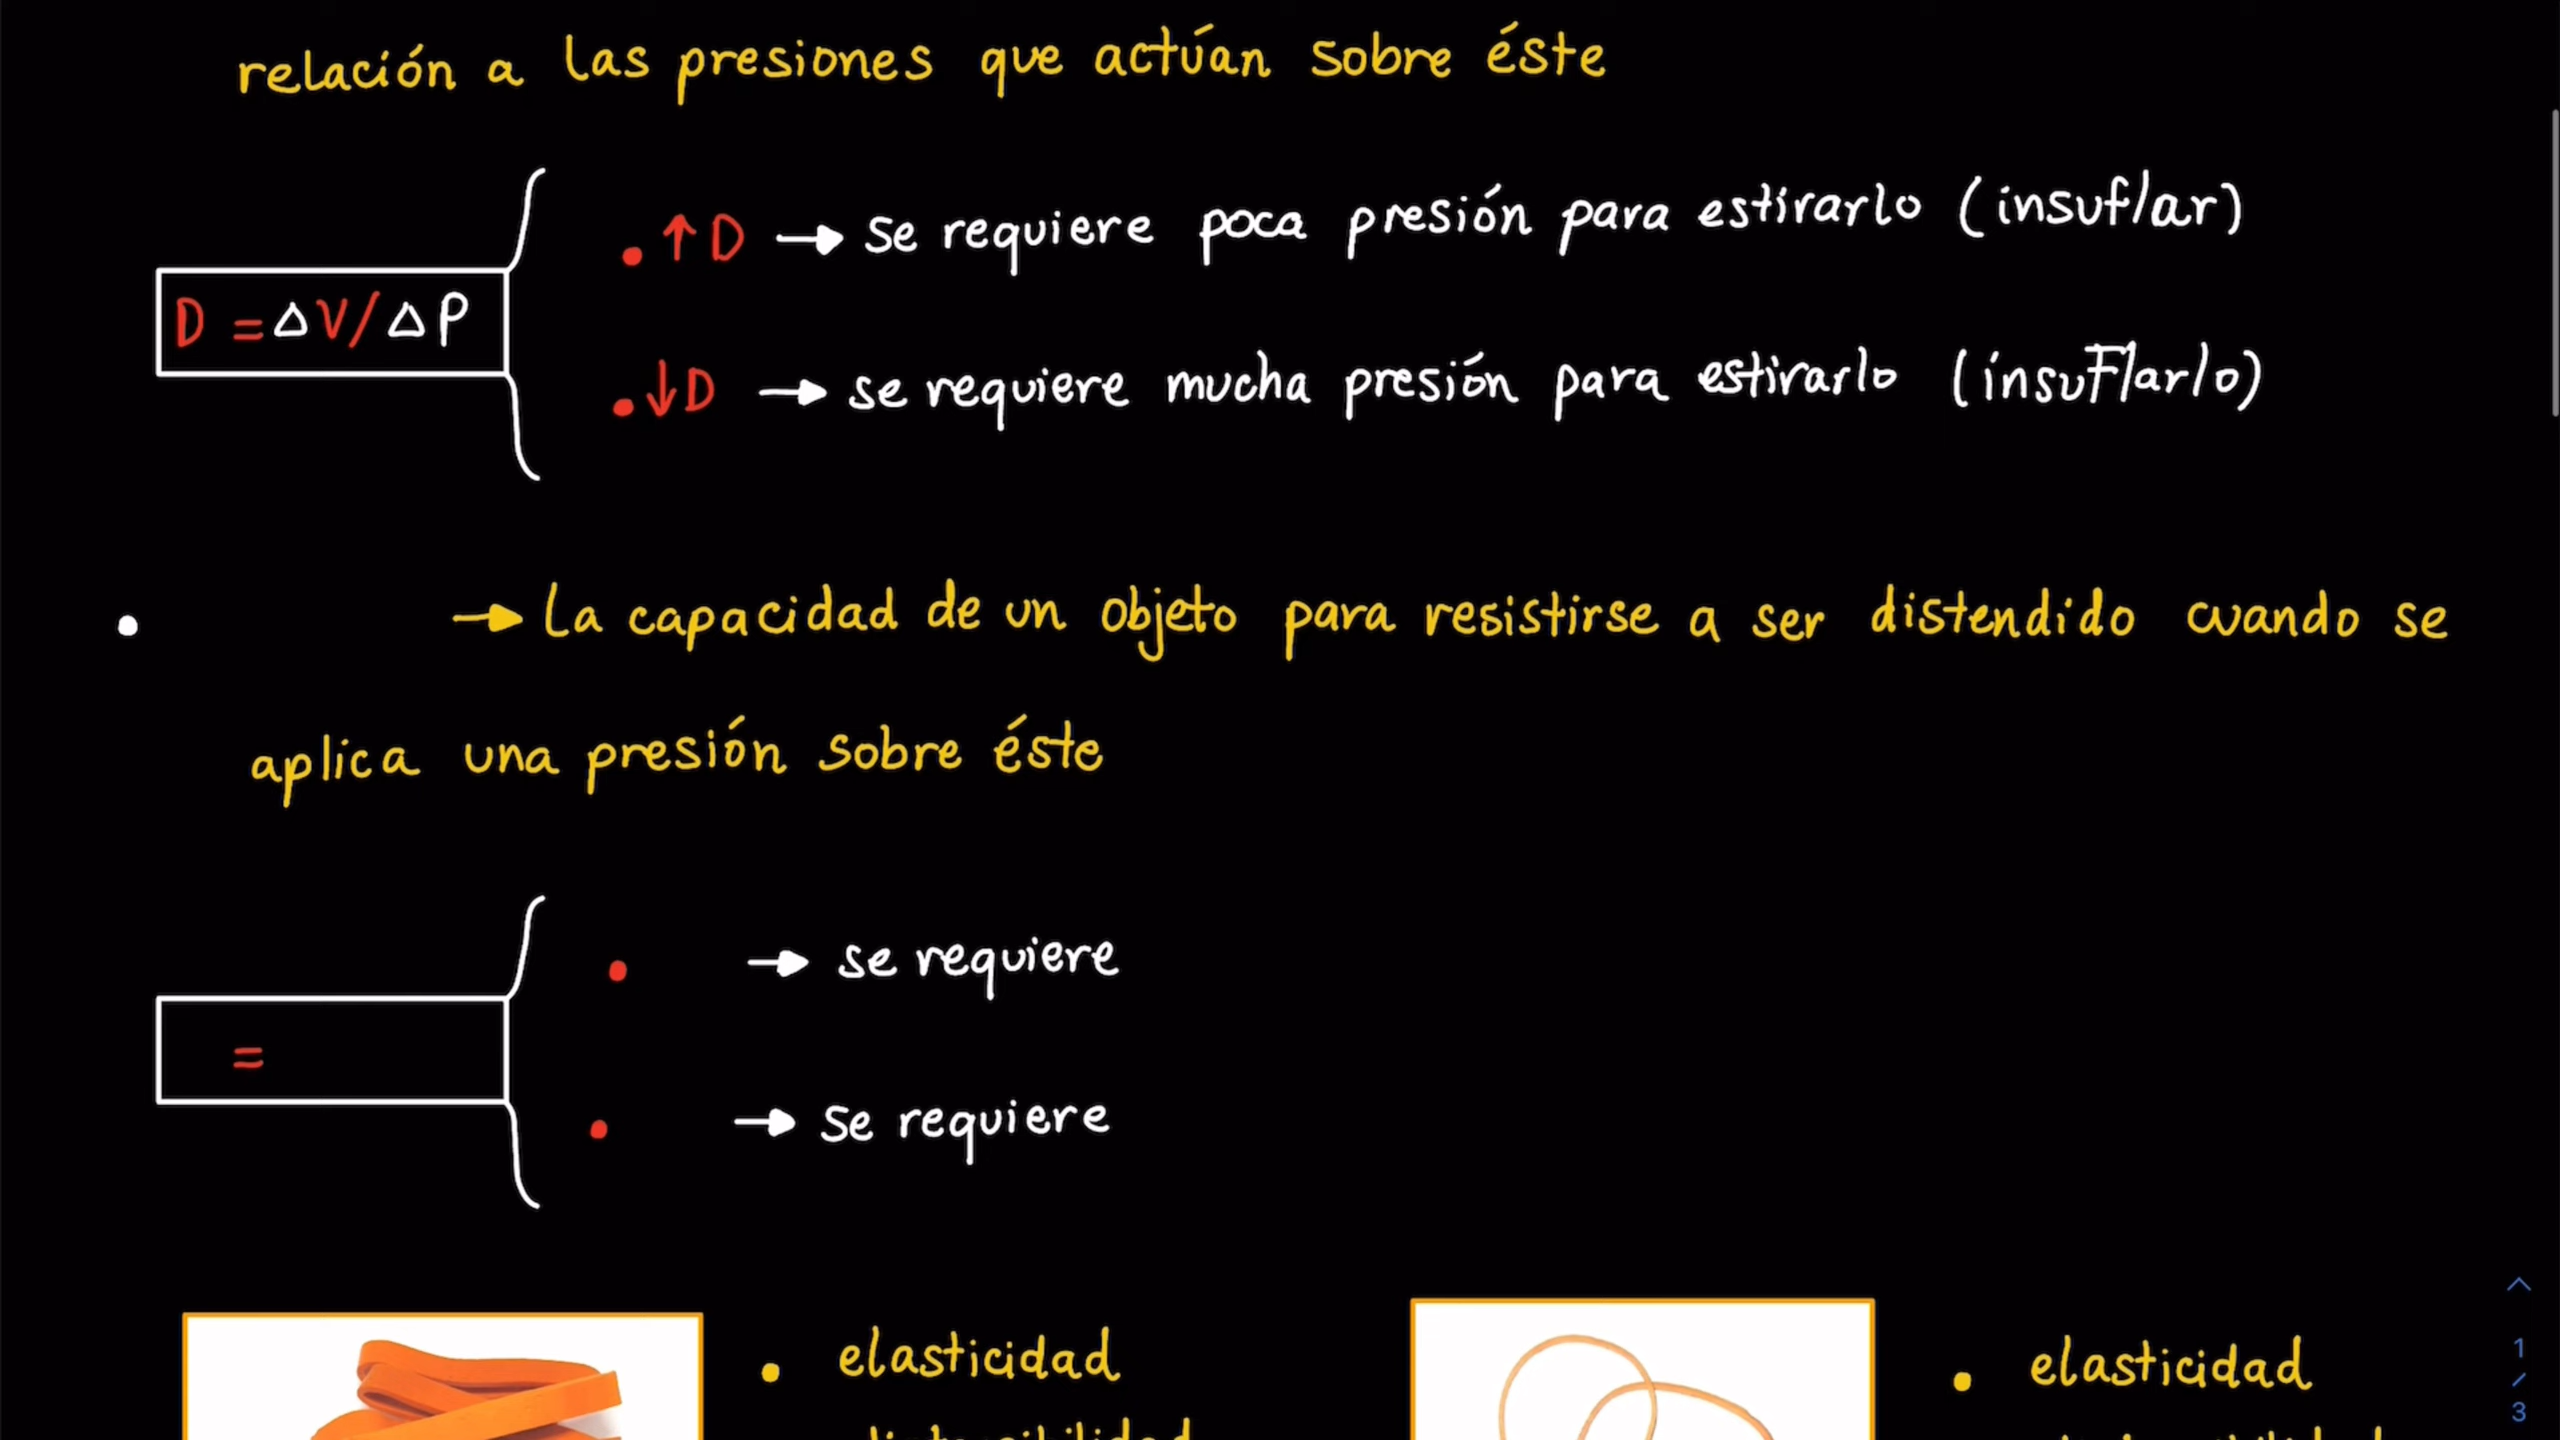 relación a las presiones que actúan sobre éste
• ↑ D → se requiere poca presión para estirarlo (insuflar)
D = Δ V / Δ P
• ↓ D → se requiere mucha presión para estirarlo (insuflarlo)
• → La capacidad de un objeto para resistirse a ser distendido cuando se
aplica una presión sobre éste
• → se requiere
=
• → se requiere
• elasticidad
• elasticidad
1
/
3